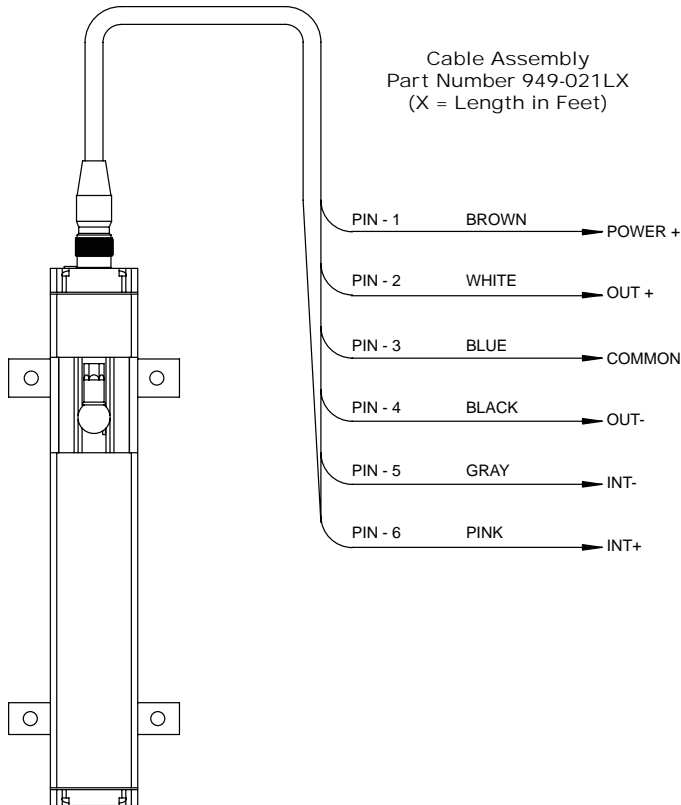 Cable Assembly
Part Number 949-021LX
(X = Length in Feet)
PIN - 1 BROWN POWER +
PIN - 2 WHITE OUT +
PIN - 3 BLUE COMMON
PIN - 4 BLACK OUT-
PIN - 5 GRAY INT-
PIN - 6 PINK INT+